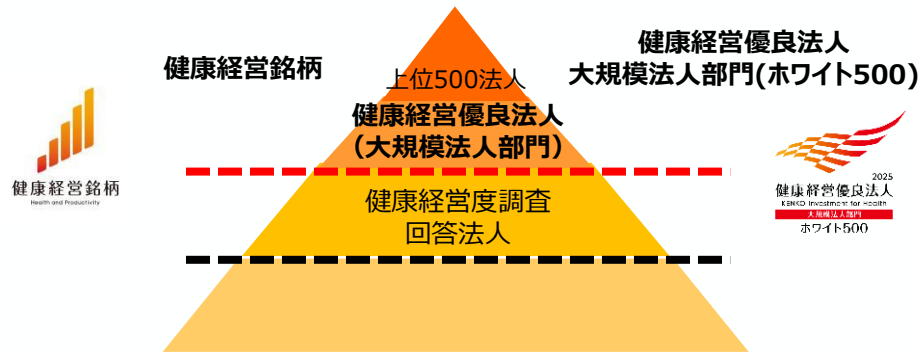 健康経営銘柄
健康経営優良法人
大規模法人部門(ホワイト500)
上位500法人
健康経営優良法人
(大規模法人部門)
健康経営度調査
回答法人
健康経営銘柄
Health and Productivity
2025
健康経営優良法人
KENKO Investment for Health
大規模法人部門
ホワイト500